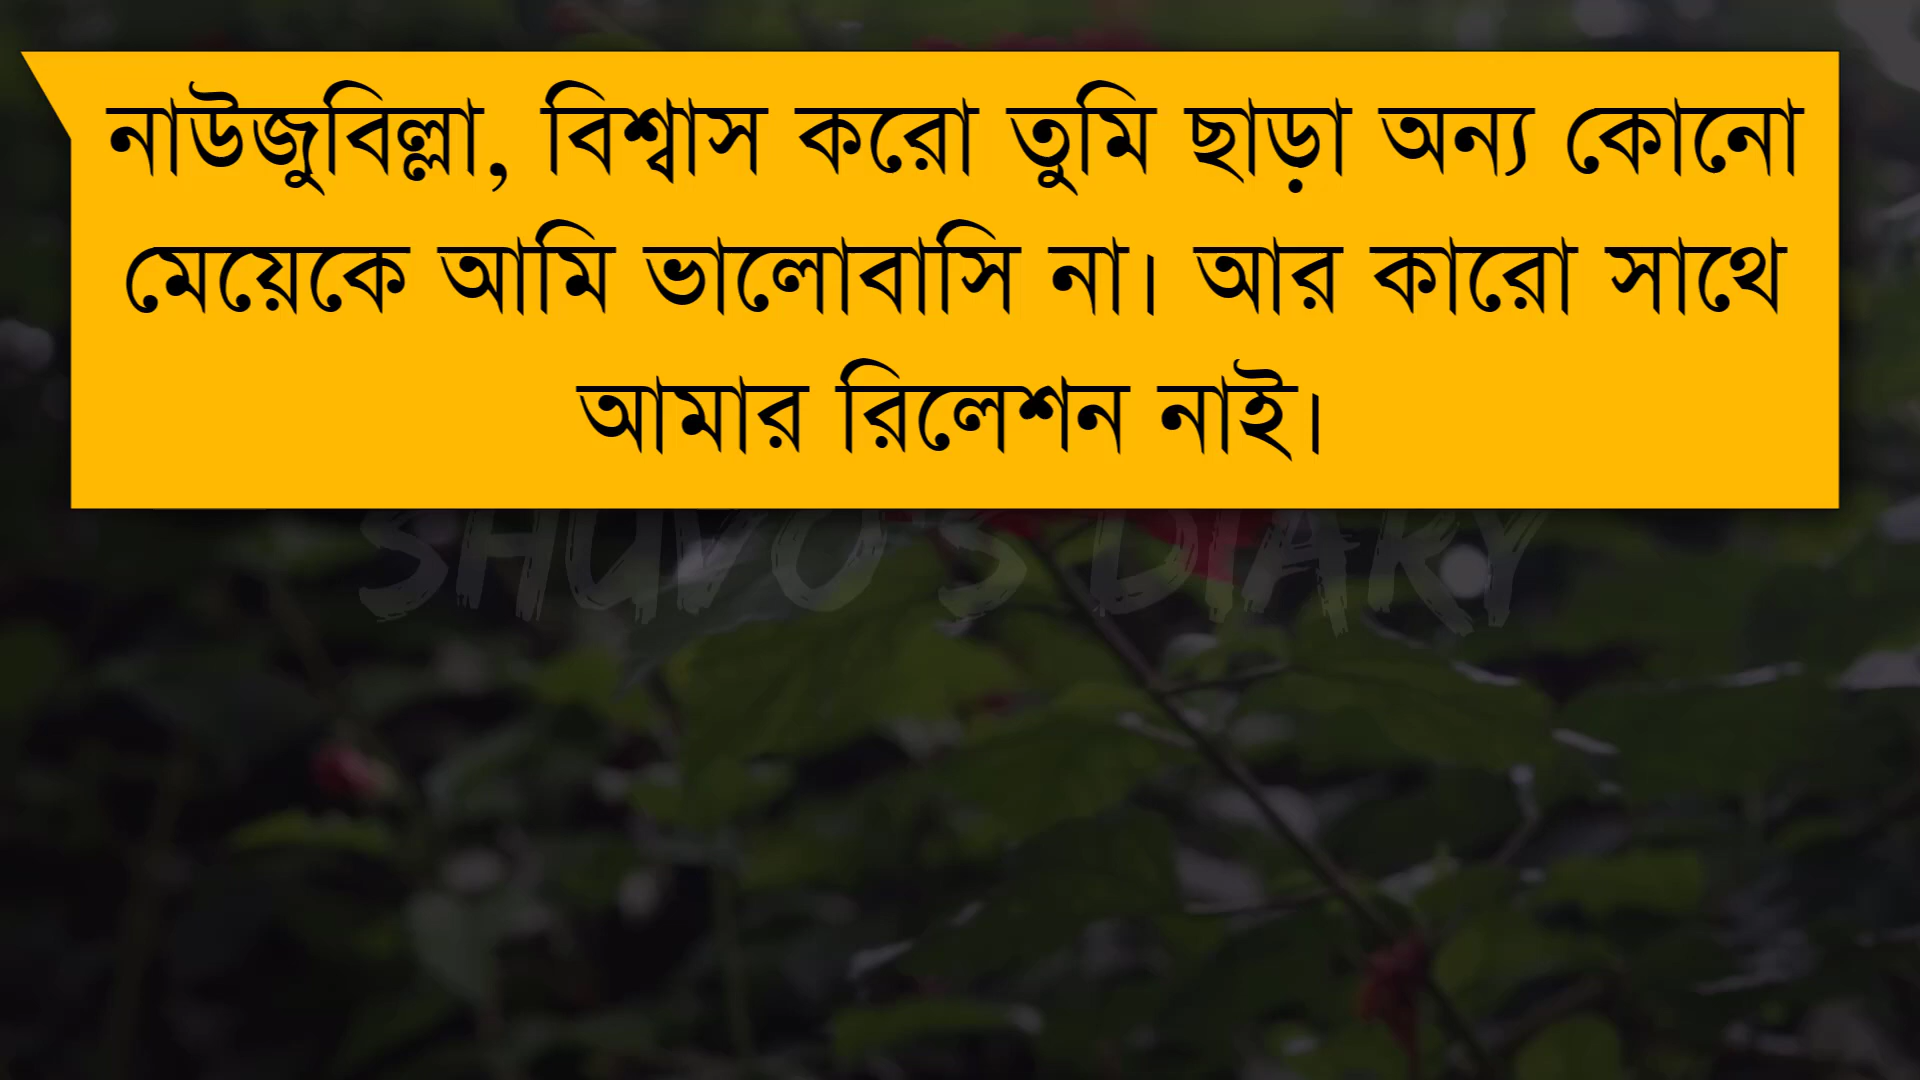 নাউজুবিল্লা, বিশ্বাস করো তুমি ছাড়া অন্য কোনো
মেয়েকে আমি ভালোবাসি না। আর কারো সাথে
আমার রিলেশন নাই।
SHUVO'S DIARY